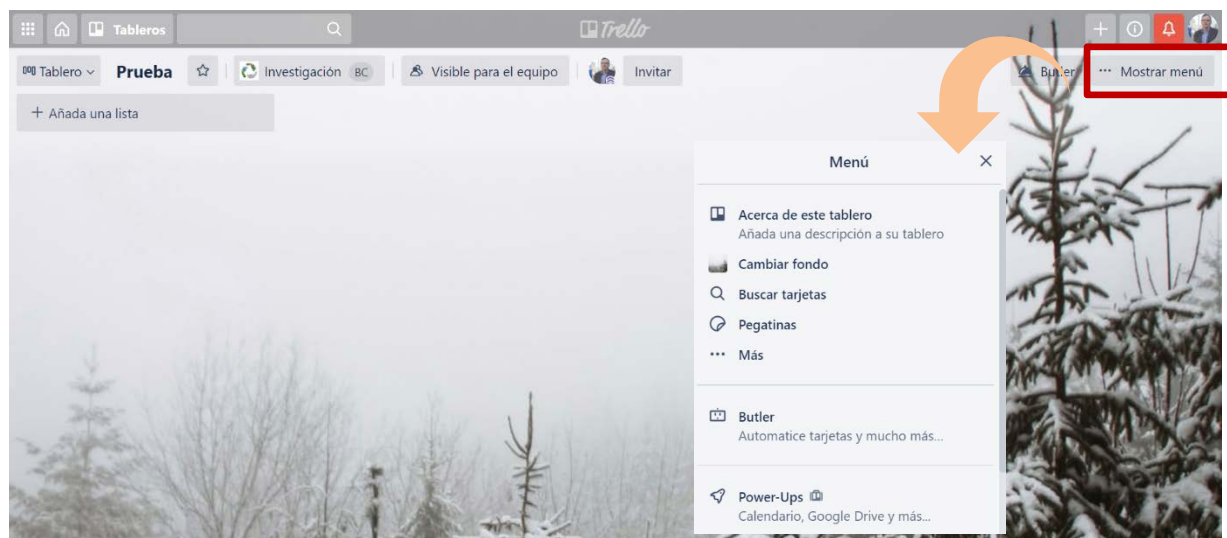 Tableros
Trello
Tablero
Prueba
Investigación BC
Visible para el equipo
Invitar
Butler
Mostrar menú
+ Añada una lista
Menú
Acerca de este tablero
Añada una descripción a su tablero
Cambiar fondo
Buscar tarjetas
Pegatinas
Más
Butler
Automatice tarjetas y mucho más...
Power-Ups
Calendario, Google Drive y más...